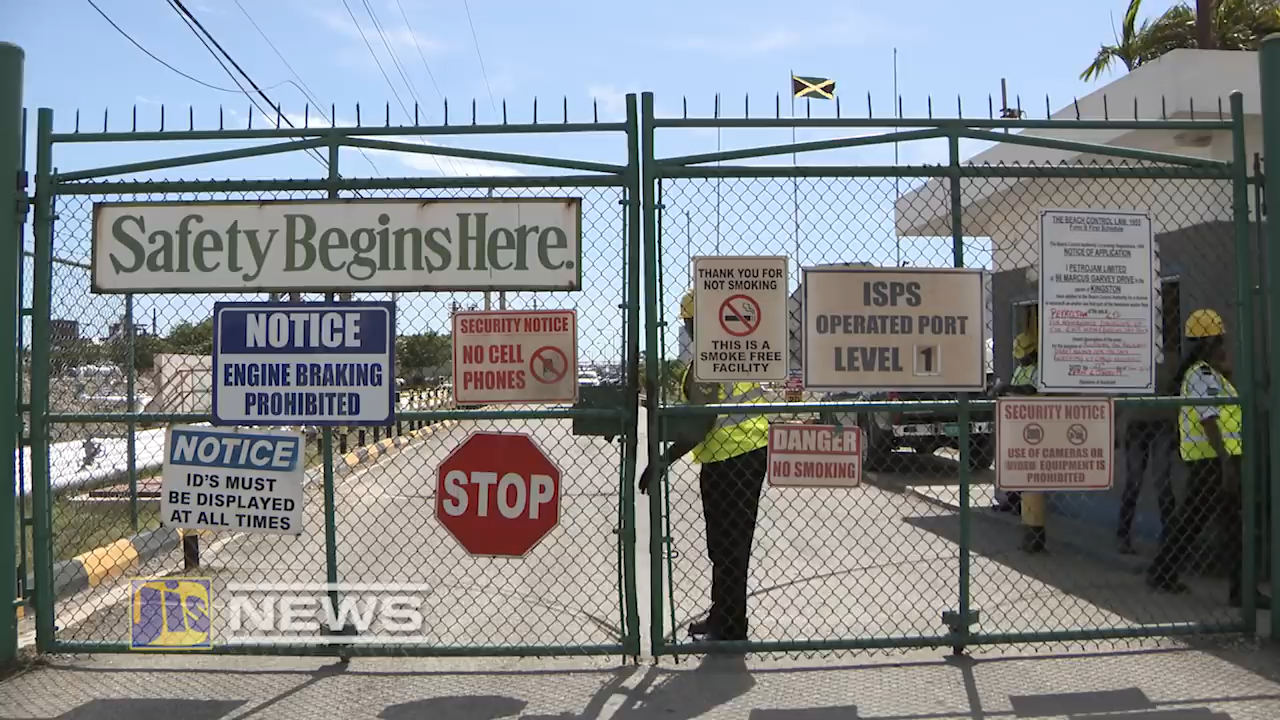 Safety Begins Here.
NOTICE
ENGINE BRAKING
PROHIBITED
SECURITY NOTICE
NO CELL
PHONES
THANK YOU FOR
NOT SMOKING
THIS IS A
SMOKE FREE
FACILITY
ISPS
OPERATED PORT
LEVEL 1
THE BEACH CONTROL LAW, 1955
NOTICE OF APPLICATION
I PETROJAM LIMITED
at 96 MARCUS GARVEY DRIVE
KINGSTON
NOTICE
ID'S MUST
BE DISPLAYED
AT ALL TIMES
STOP
DANGER
NO SMOKING
SECURITY NOTICE
USE OF CAMERAS
OR VIDEO EQUIPMENT IS
PROHIBITED
jis NEWS